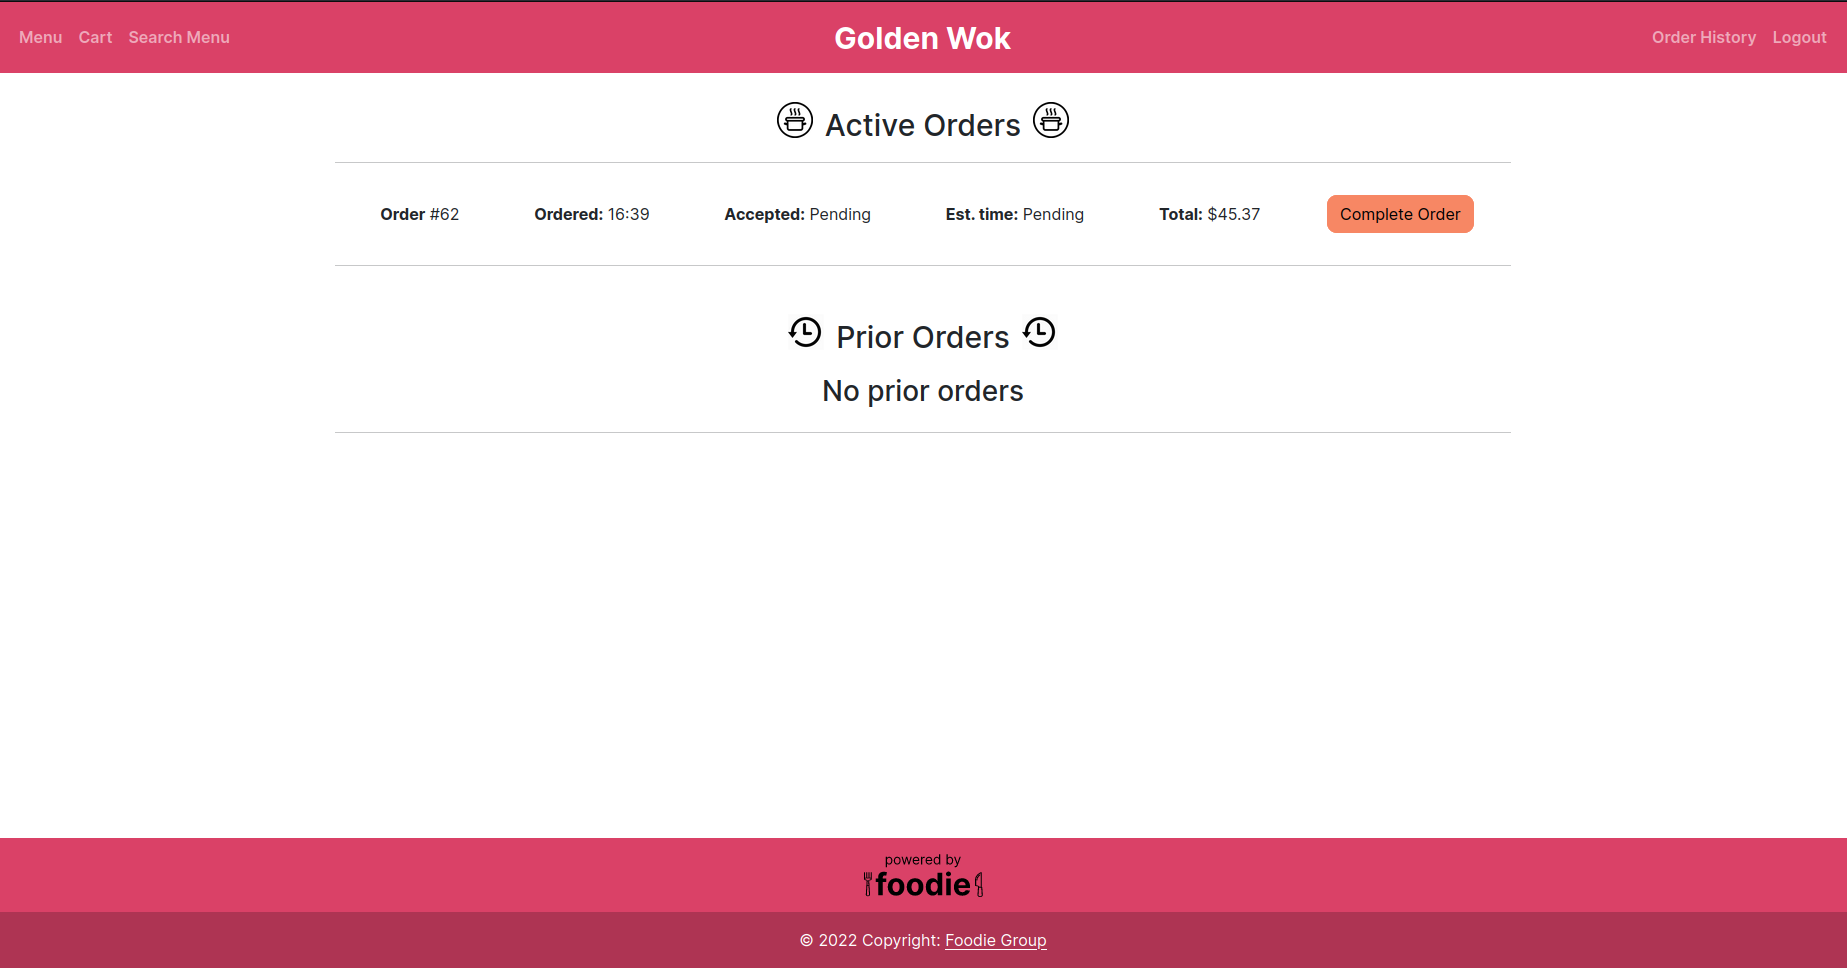 Menu Cart Search Menu Golden Wok Order History Logout
Active Orders
Order #62 Ordered: 16:39 Accepted: Pending Est. time: Pending Total: $45.37 Complete Order
Prior Orders
No prior orders
powered by
foodie
© 2022 Copyright: Foodie Group